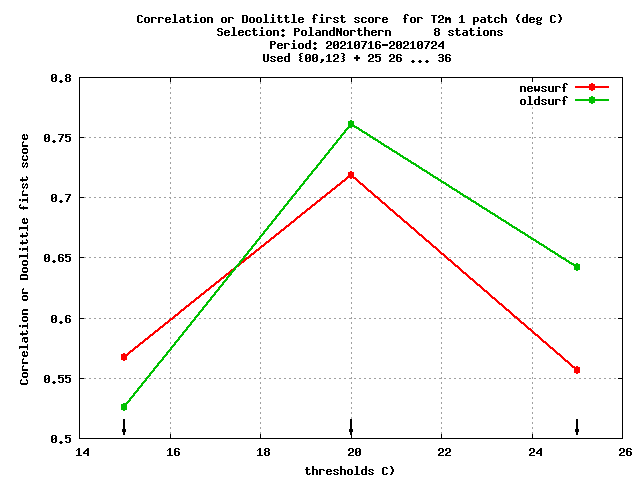 Correlation or Doolittle first score  for T2m 1 patch (deg C)
Selection: PolandNorthern      8 stations
Period: 20210716-20210724
Used {00,12} + 25 26 ... 36
newsurf
oldsurf
0.8
0.75
0.7
0.65
0.6
0.55
0.5
Correlation or Doolittle first score
14 16 18 20 22 24 26
thresholds C)